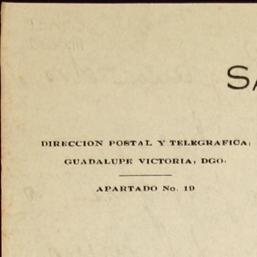 SA
DIRECCION POSTAL Y TELEGRAFICA:
GUADALUPE VICTORIA, DGO.
APARTADO No. 19